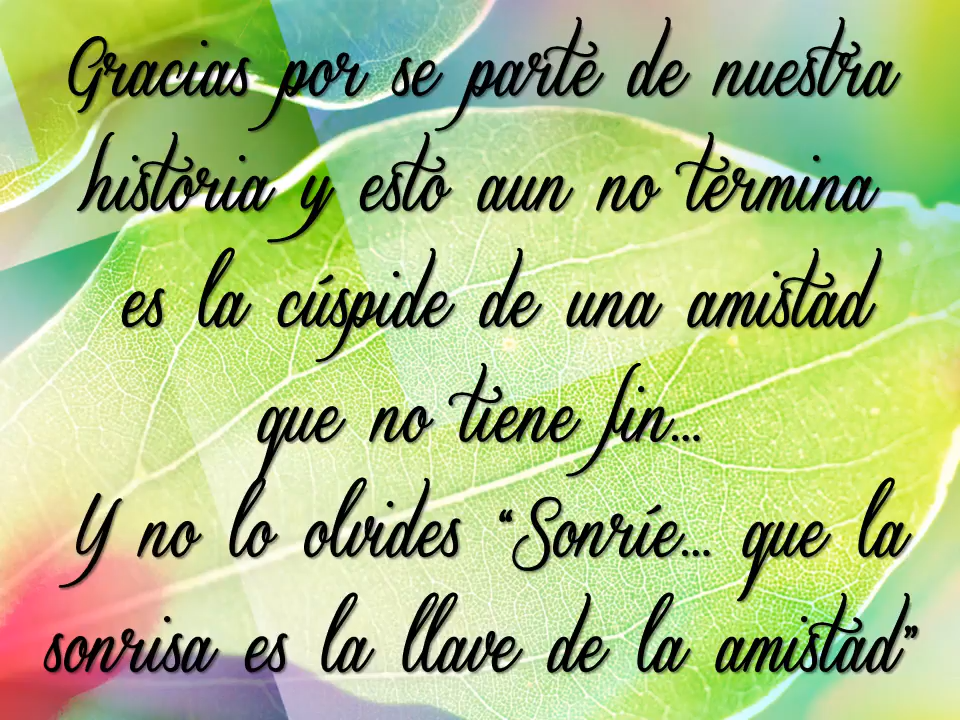 Gracias por se parte de nuestra
historia y esto aun no termina
es la cúspide de una amistad
que no tiene fin...
Y no lo olvides “Sonríe... que la
sonrisa es la llave de la amistad”